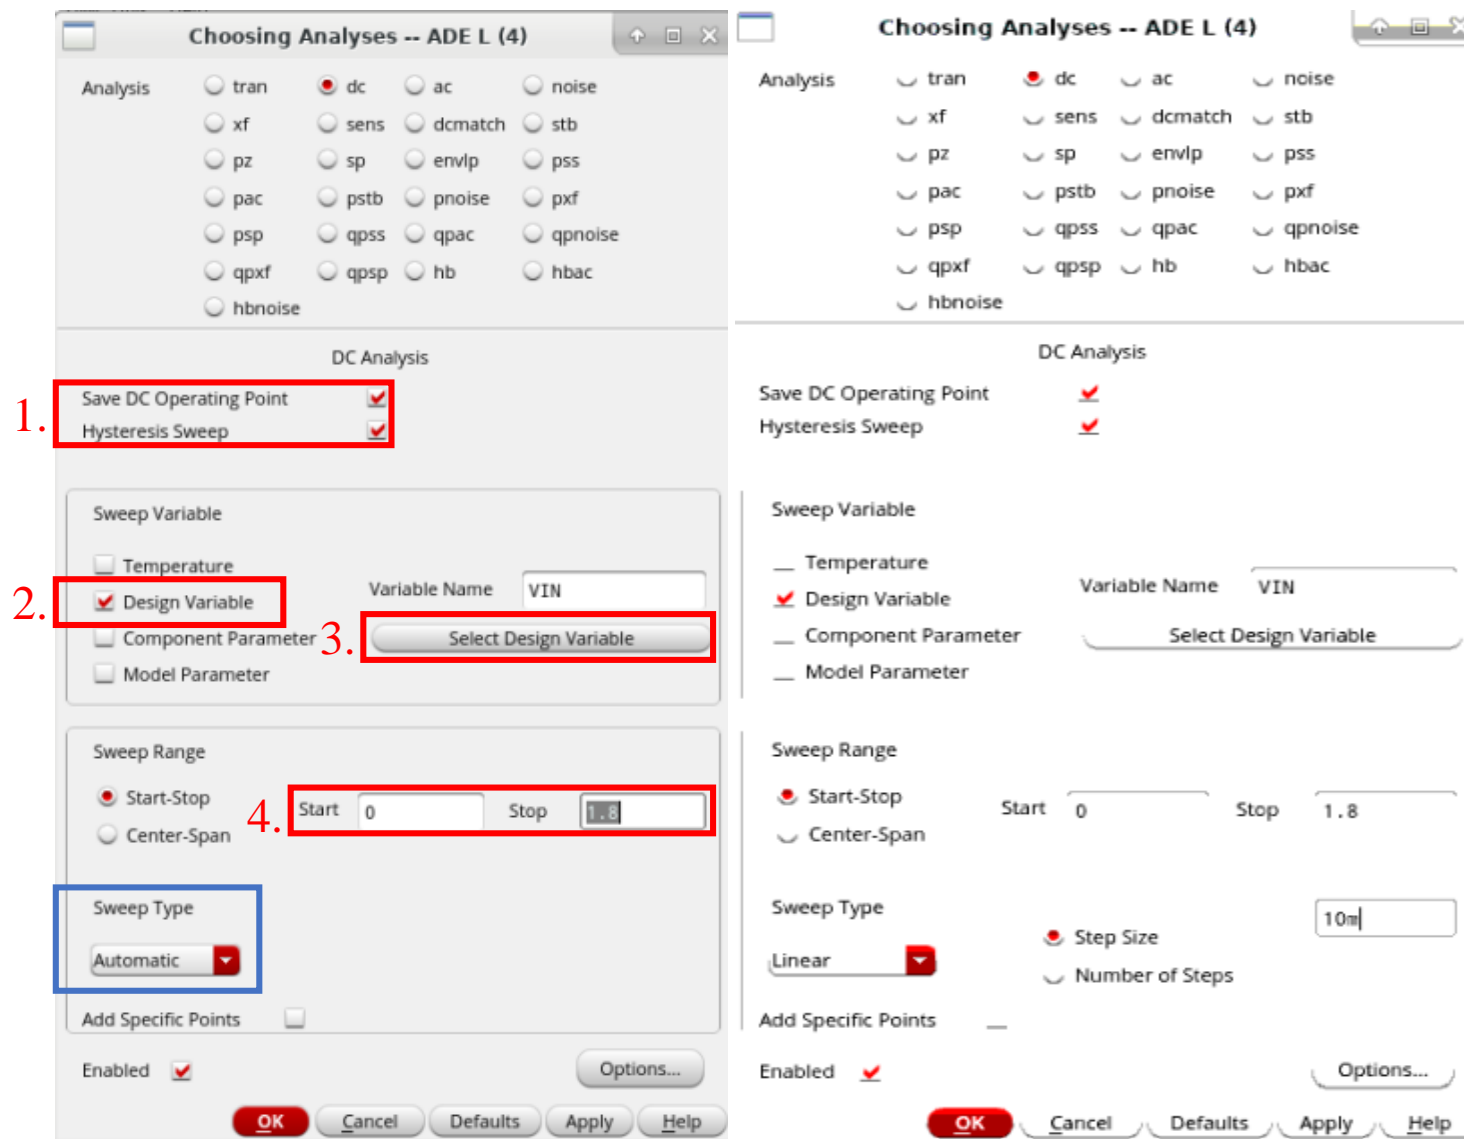 Choosing Analyses -- ADE L (4)
Analysis tran dc ac noise
xf sens dcmatch stb
pz sp envlp pss
pac pstb pnoise pxf
psp qpss qpac qpnoise
qpxf qpsp hb hbac
hbnoise
DC Analysis
1. Save DC Operating Point
Hysteresis Sweep
Sweep Variable
Temperature
2. Design Variable
Variable Name VIN
Component Parameter
3. Select Design Variable
Model Parameter
Sweep Range
Start-Stop
4. Start 0 Stop 1.8
Center-Span
Sweep Type
Automatic
Add Specific Points
Enabled
Options...
OK Cancel Defaults Apply Help
Choosing Analyses -- ADE L (4)
Analysis tran dc ac noise
xf sens dcmatch stb
pz sp envlp pss
pac pstb pnoise pxf
psp qpss qpac qpnoise
qpxf qpsp hb hbac
hbnoise
DC Analysis
Save DC Operating Point
Hysteresis Sweep
Sweep Variable
Temperature
Variable Name VIN
Design Variable
Component Parameter
Select Design Variable
Model Parameter
Sweep Range
Start-Stop
Start 0 Stop 1.8
Center-Span
Sweep Type
10m
Step Size
Linear
Number of Steps
Add Specific Points
Enabled
Options...
OK Cancel Defaults Apply Help